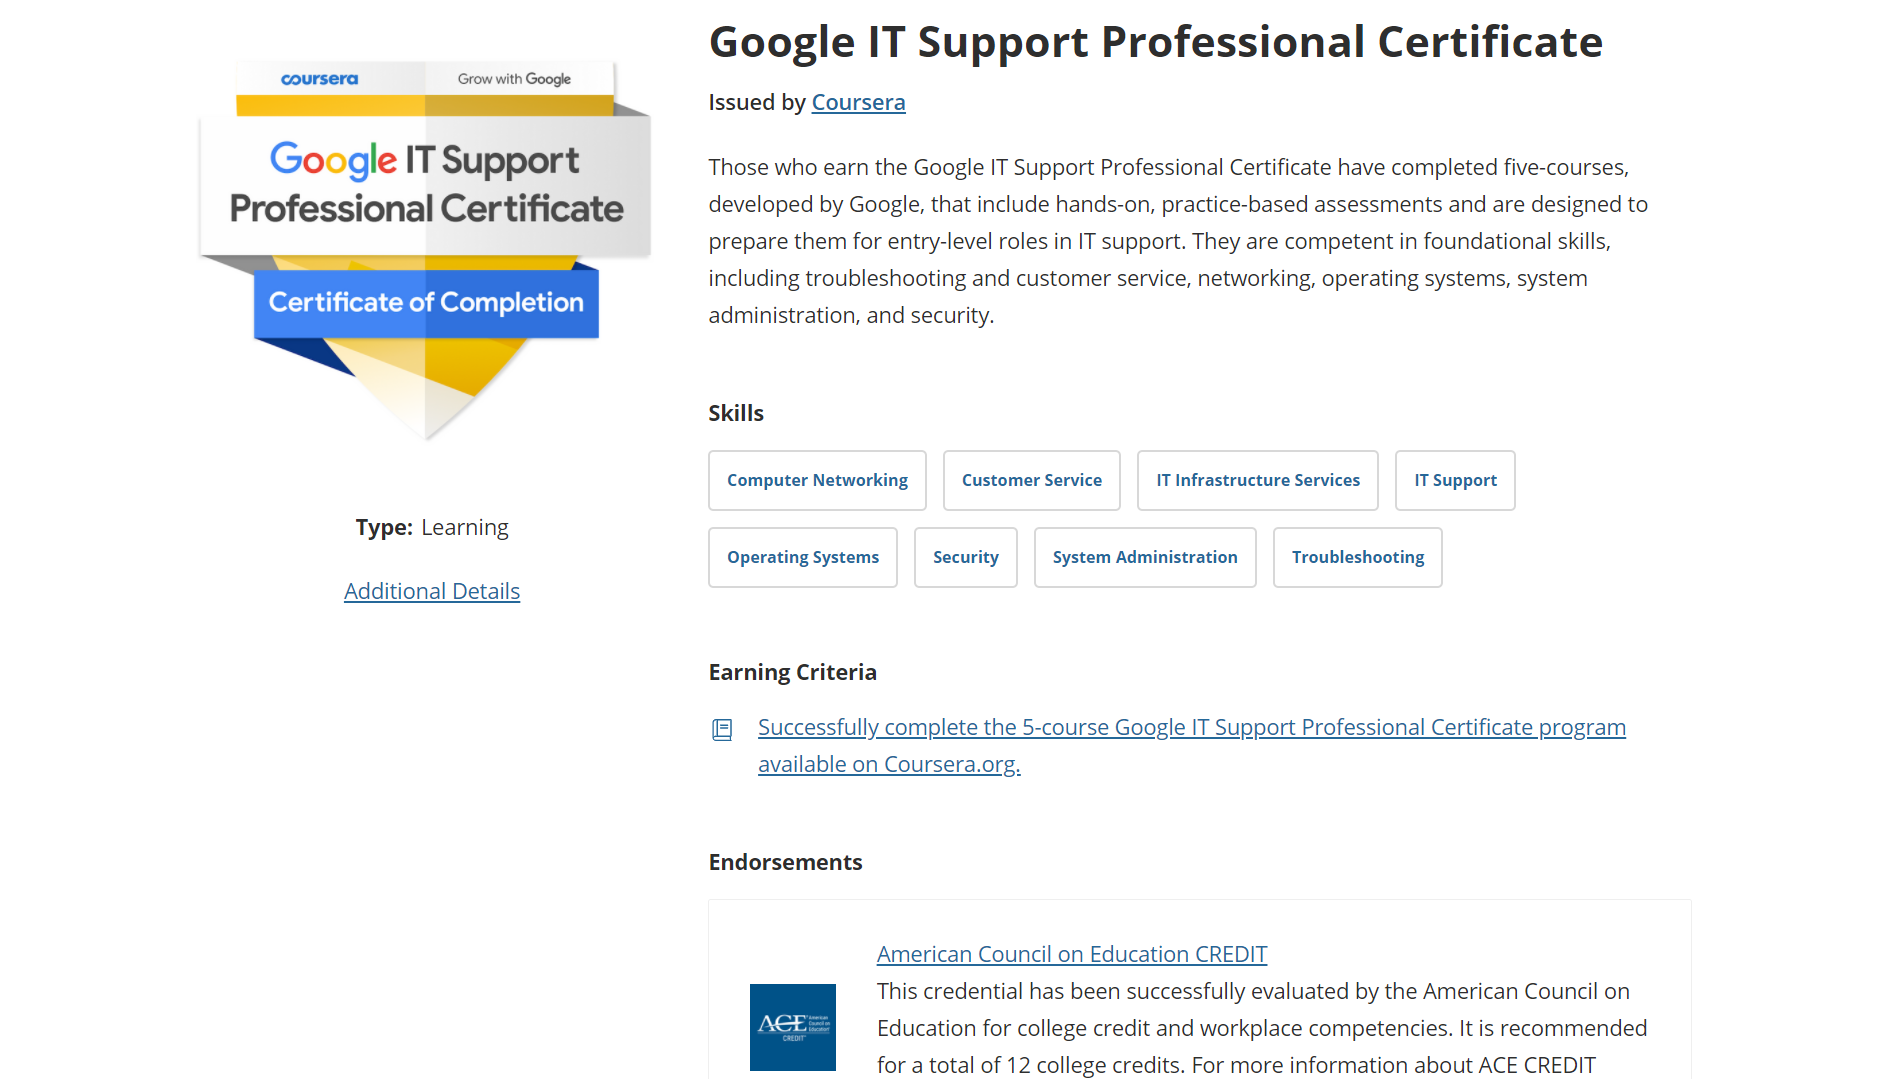 coursera
Grow with Google
Google IT Support
Professional Certificate
Certificate of Completion
Type: Learning
Additional Details
Google IT Support Professional Certificate
Issued by Coursera
Those who earn the Google IT Support Professional Certificate have completed five-courses,
developed by Google, that include hands-on, practice-based assessments and are designed to
prepare them for entry-level roles in IT support. They are competent in foundational skills,
including troubleshooting and customer service, networking, operating systems, system
administration, and security.
Skills
Computer Networking
Customer Service
IT Infrastructure Services
IT Support
Operating Systems
Security
System Administration
Troubleshooting
Earning Criteria
Successfully complete the 5-course Google IT Support Professional Certificate program
available on Coursera.org.
Endorsements
ACE
American
Council on
Education
CREDIT
American Council on Education CREDIT
This credential has been successfully evaluated by the American Council on
Education for college credit and workplace competencies. It is recommended
for a total of 12 college credits. For more information about ACE CREDIT